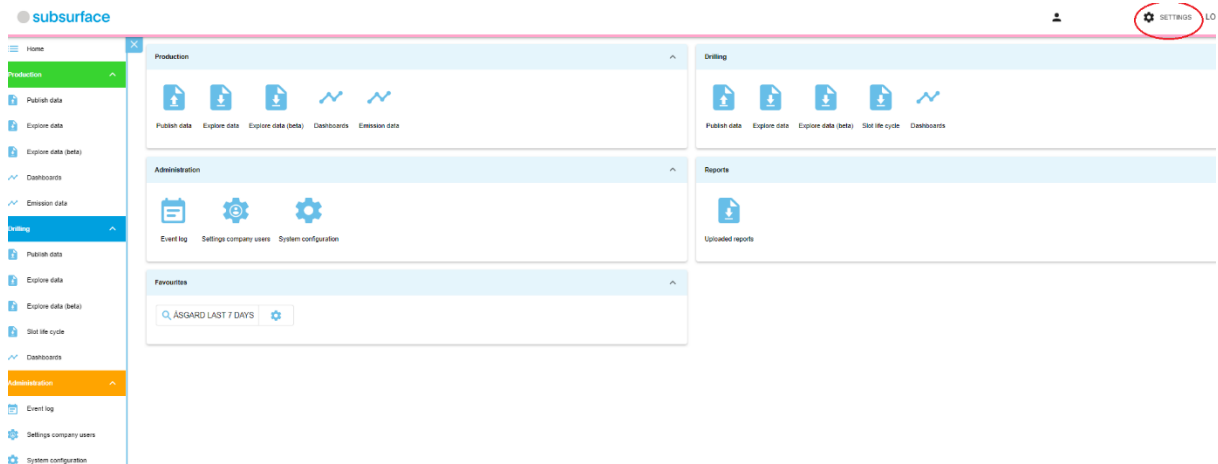 subsurface
SETTINGS
LO
Home
Production
Publish data
Explore data
Explore data (beta)
Dashboards
Emission data
Drilling
Publish data
Explore data
Explore data (beta)
Slot life cycle
Dashboards
Administration
Event log
Settings company users
System configuration
Production
Publish data Explore data Explore data (beta) Dashboards Emission data
Drilling
Publish data Explore data Explore data (beta) Slot life cycle Dashboards
Administration
Event log Settings company users System configuration
Reports
Uploaded reports
Favourites
ÅSGARD LAST 7 DAYS